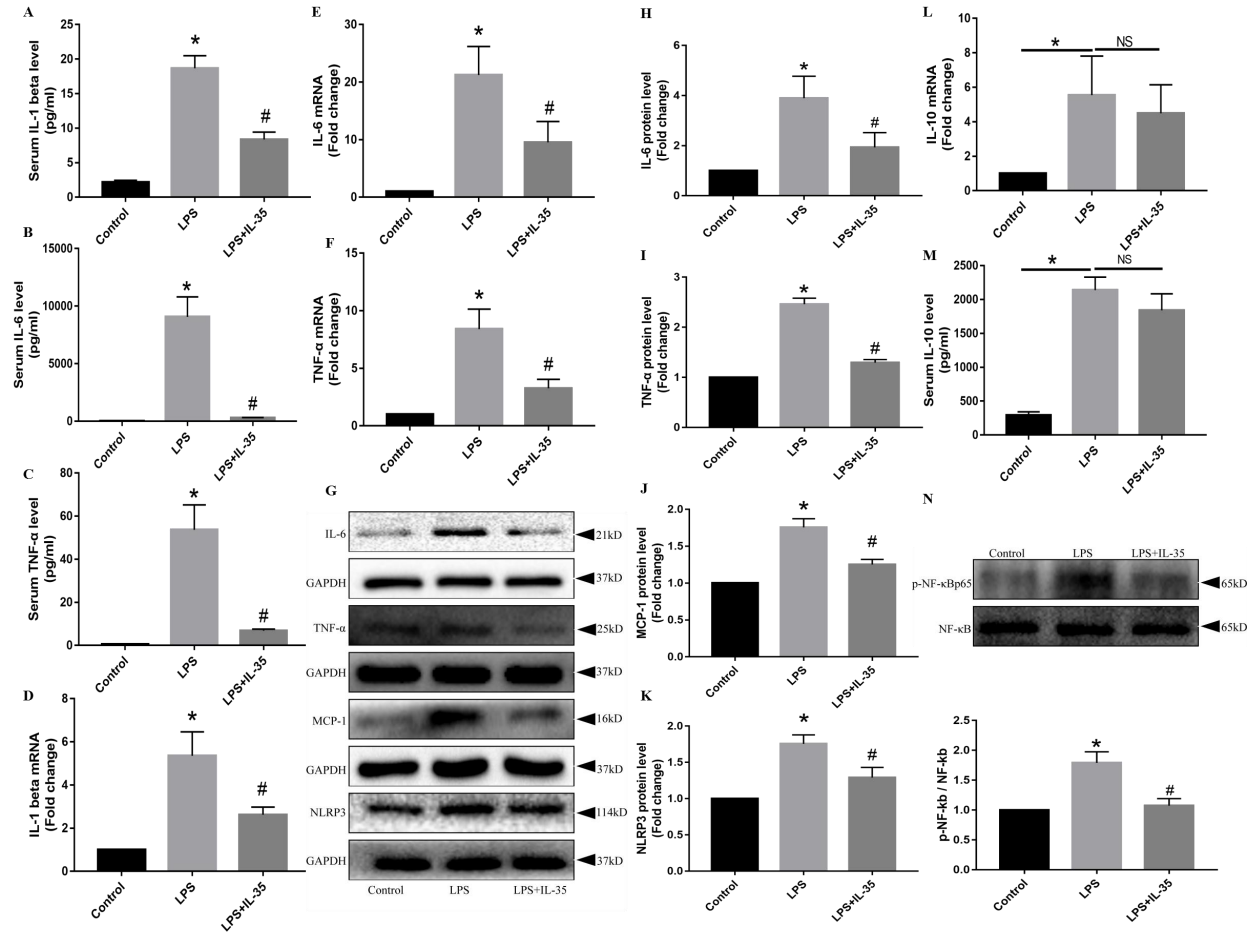 A
Serum IL-1 beta level
(pg/ml)
25
20
15
10
5
0
*
#
Control
LPS
LPS+IL-35
B
Serum IL-6 level
(pg/ml)
15000
10000
5000
0
*
#
Control
LPS
LPS+IL-35
C
Serum TNF-α level
(pg/ml)
80
60
40
20
0
*
#
Control
LPS
LPS+IL-35
D
IL-1 beta mRNA
(Fold change)
8
6
4
2
0
*
#
Control
LPS
LPS+IL-35
E
IL-6 mRNA
(Fold change)
30
20
10
0
*
#
Control
LPS
LPS+IL-35
F
TNF-α mRNA
(Fold change)
15
10
5
0
*
#
Control
LPS
LPS+IL-35
G
IL-6 21kD
GAPDH 37kD
TNF-α 25kD
GAPDH 37kD
MCP-1 16kD
GAPDH 37kD
NLRP3 114kD
GAPDH 37kD
Control LPS LPS+IL-35
H
IL-6 protein level
(Fold change)
6
4
2
0
*
#
Control
LPS
LPS+IL-35
I
TNF-α protein level
(Fold change)
3
2
1
0
*
#
Control
LPS
LPS+IL-35
J
MCP-1 protein level
(Fold change)
2.0
1.5
1.0
0.5
0.0
*
#
Control
LPS
LPS+IL-35
K
NLRP3 protein level
(Fold change)
2.0
1.5
1.0
0.5
0.0
*
#
Control
LPS
LPS+IL-35
L
IL-10 mRNA
(Fold change)
10
8
6
4
2
0
* NS
Control
LPS
LPS+IL-35
M
Serum IL-10 level
(pg/ml)
2500
2000
1500
1000
500
0
* NS
Control
LPS
LPS+IL-35
N
Control LPS LPS+IL-35
p-NF-κBp65 65kD
NF-κB 65kD
p-NF-kb / NF-kb
2.5
2.0
1.5
1.0
0.5
0.0
*
#
Control
LPS
LPS+IL-35